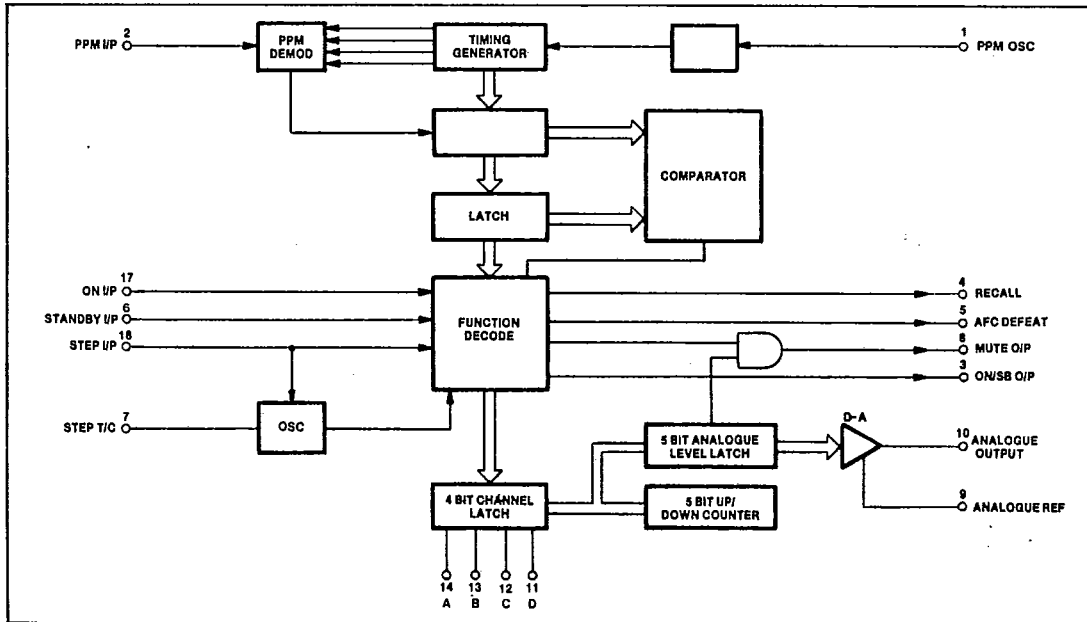 2
PPM I/P
PPM
DEMOD
TIMING
GENERATOR
1
PPM OSC
COMPARATOR
LATCH
17
ON I/P
6
STANDBY I/P
18
STEP I/P
FUNCTION
DECODE
4
RECALL
5
AFC DEFEAT
8
MUTE O/P
3
ON/SB O/P
7
STEP T/C
OSC
5 BIT ANALOGUE
LEVEL LATCH
D-A
10
ANALOGUE
OUTPUT
4 BIT CHANNEL
LATCH
5 BIT UP/
DOWN COUNTER
9
ANALOGUE REF
14
13
12
11
A
B
C
D